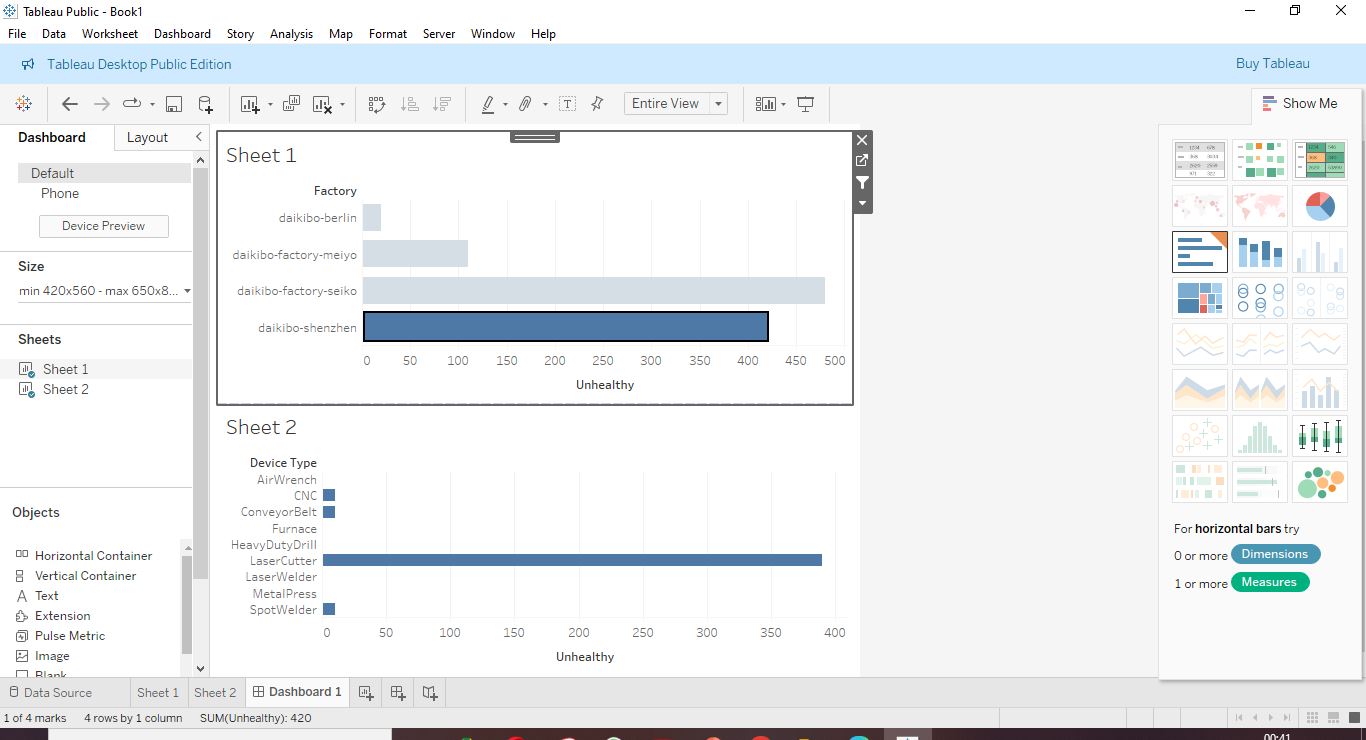 Tableau Public - Book1
File Data Worksheet Dashboard Story Analysis Map Format Server Window Help
Tableau Desktop Public Edition
Buy Tableau
Entire View
Show Me
Dashboard
Layout
Default
Phone
Device Preview
Size
min 420x560 - max 650x8...
Sheets
Sheet 1
Sheet 2
Objects
Horizontal Container
Vertical Container
Text
Extension
Pulse Metric
Image
Blank
Sheet 1
Factory
daikibo-berlin
daikibo-factory-meiyo
daikibo-factory-seiko
daikibo-shenzhen
0 50 100 150 200 250 300 350 400 450 500
Unhealthy
Sheet 2
Device Type
AirWrench
CNC
ConveyorBelt
Furnace
HeavyDutyDrill
LaserCutter
LaserWelder
MetalPress
SpotWelder
0 50 100 150 200 250 300 350 400
Unhealthy
For horizontal bars try
0 or more Dimensions
1 or more Measures
Data Source Sheet 1 Sheet 2 Dashboard 1
1 of 4 marks 4 rows by 1 column SUM(Unhealthy): 420
00:41